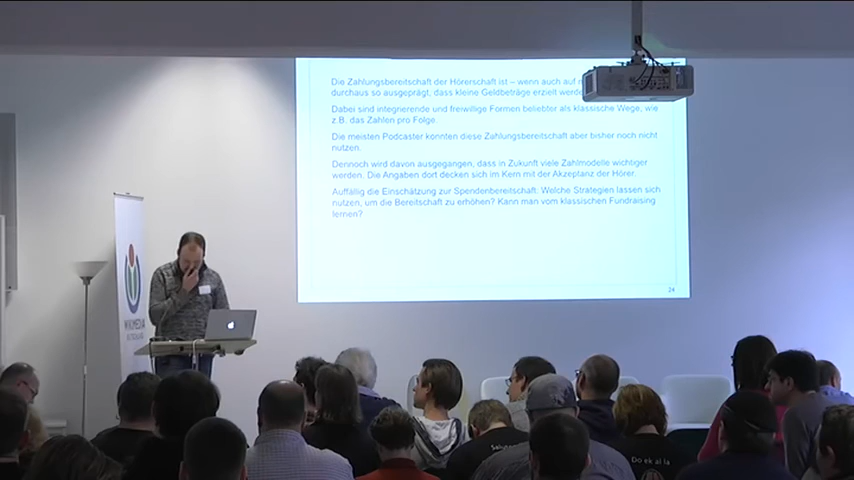 Die Zahlungsbereitschaft der Hörerschaft ist – wenn auch auf
durchaus so ausgeprägt, dass kleine Geldbeträge erzielt
Dabei sind integrierende und freiwillige Formen beliebter als klassische Wege, wie
z.B. das Zahlen pro Folge.
Die meisten Podcaster konnten diese Zahlungsbereitschaft aber bisher noch nicht
nutzen.
Dennoch wird davon ausgegangen, dass in Zukunft viele Zahlmodelle wichtiger
werden. Die Angaben dort decken sich im Kern mit der Akzeptanz der Hörer.
Auffällig die Einschätzung zur Spendenbereitschaft: Welche Strategien lassen sich
nutzen, um die Bereitschaft zu erhöhen? Kann man vom klassischen Fundraising
lernen?
24
WIKIMEDIA
Do ek al la